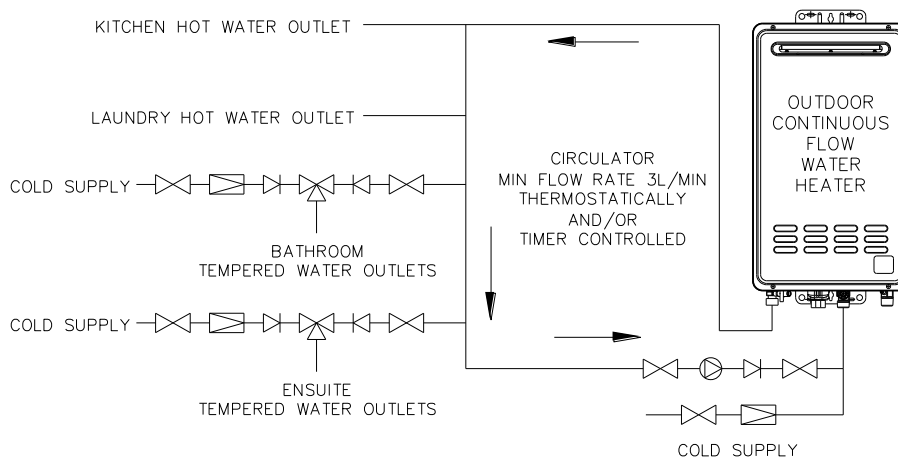 KITCHEN HOT WATER OUTLET
LAUNDRY HOT WATER OUTLET
COLD SUPPLY
BATHROOM
TEMPERED WATER OUTLETS
COLD SUPPLY
ENSUITE
TEMPERED WATER OUTLETS
CIRCULATOR
MIN FLOW RATE 3L/MIN
THERMOSTATICALLY
AND/OR
TIMER CONTROLLED
OUTDOOR
CONTINUOUS
FLOW
WATER
HEATER
COLD SUPPLY